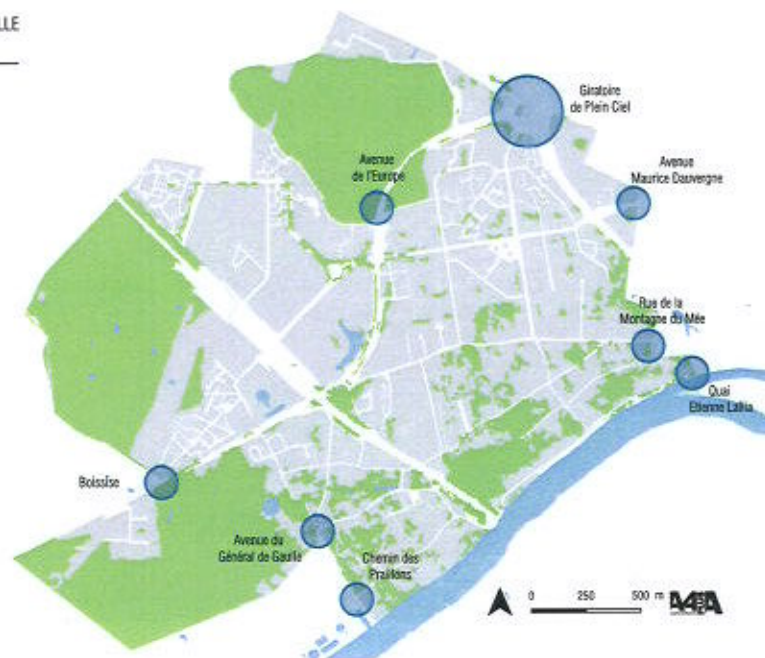 Giratoire
de Plein Ciel
Avenue
de l'Europe
Avenue
Maurice Dauvergne
Rue de la
Montagne du Mée
Quai
Etienne Lallia
Boissise
Avenue du
Général de Gaulle
Chemin des
Praillons
0 250 500 m